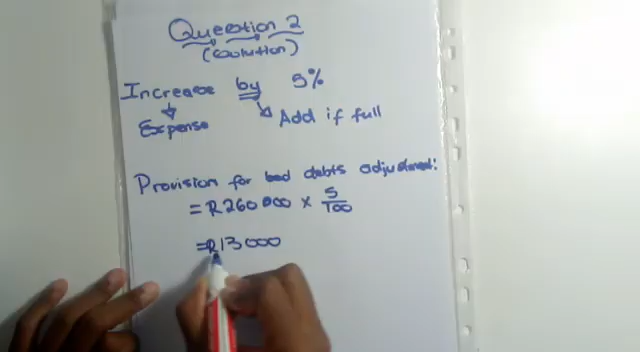 Question 2
(Solution)
Increase by 5%
Expense Add if full
Provision for bad debts adjustment:
= R260 000 × 5/100
= R13 000